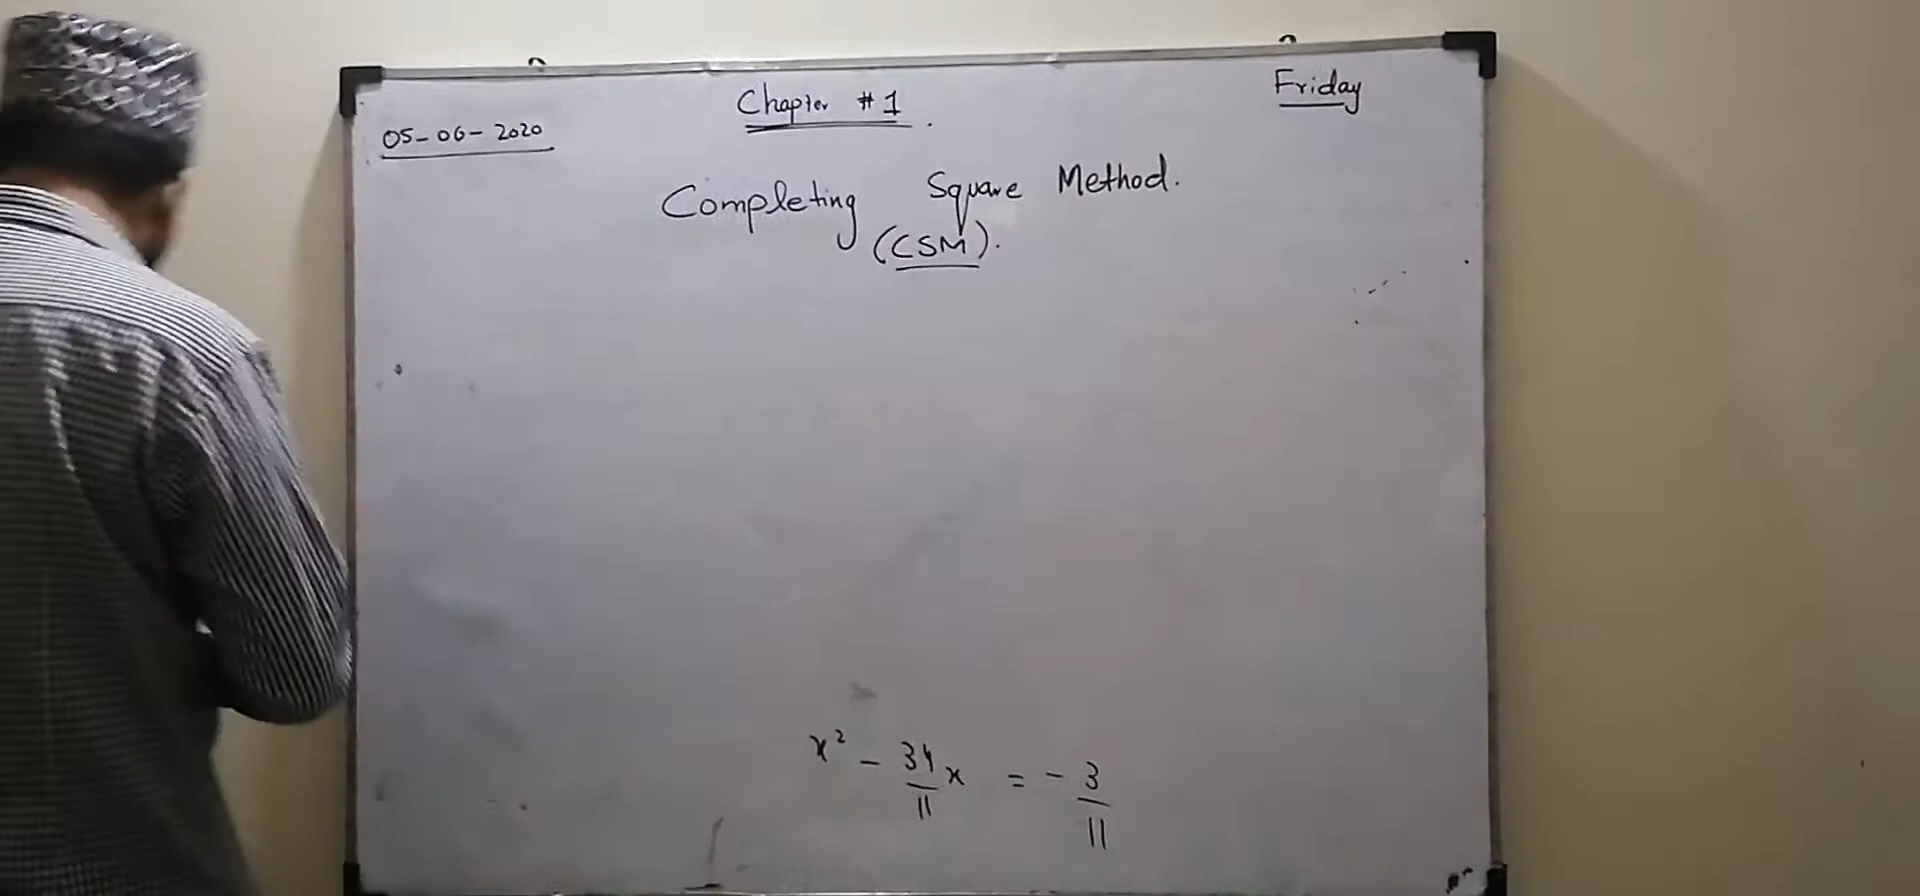 Chapter # 1
Friday
05-06-2020
Completing Square Method.
(CSM).
x² - 34/11 x = - 3/11